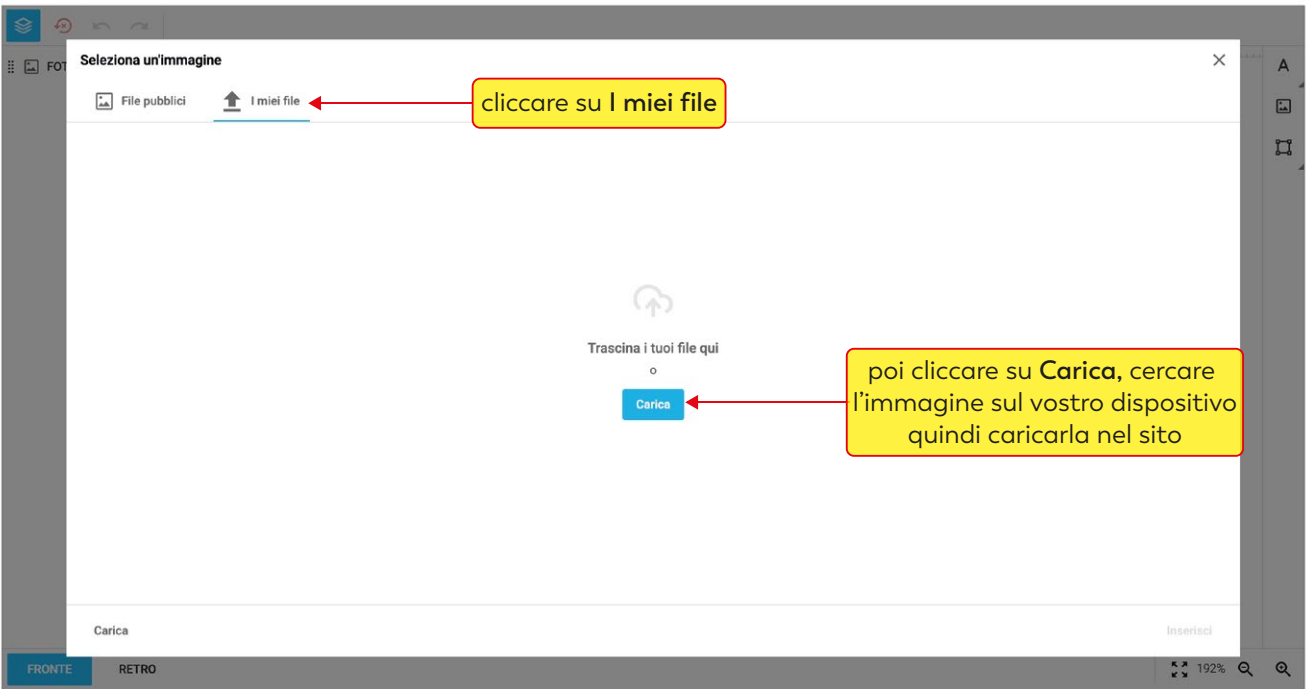 FOT
Seleziona un'immagine
File pubblici
I miei file
cliccare su I miei file
A
Trascina i tuoi file qui
o
Carica
poi cliccare su Carica, cercare
l'immagine sul vostro dispositivo
quindi caricarla nel sito
Carica
Inserisci
FRONTE
RETRO
192%